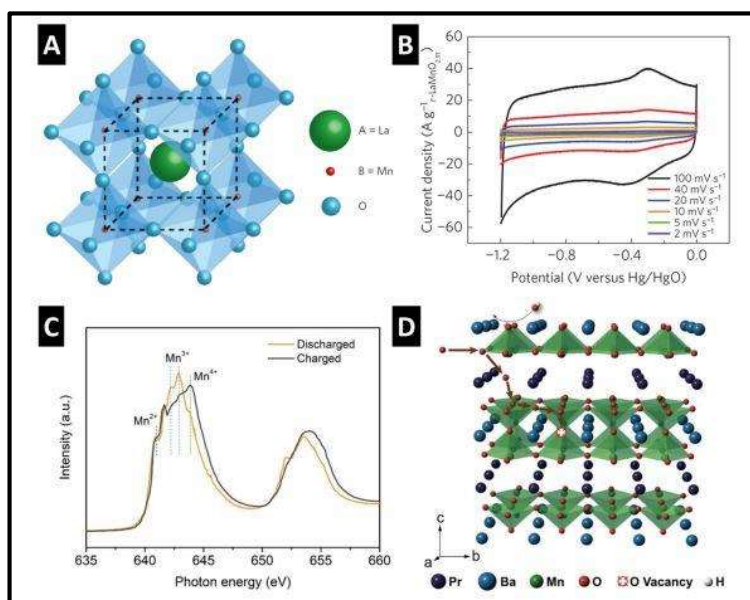 A
A = La
B = Mn
O
B
Current density (A g⁻¹ r-LaMnO2.91)
60
40
20
0
−20
−40
−60
100 mV s⁻¹
40 mV s⁻¹
20 mV s⁻¹
10 mV s⁻¹
5 mV s⁻¹
2 mV s⁻¹
−1.2
−0.8
−0.4
0.0
Potential (V versus Hg/HgO)
C
Intensity (a.u.)
Mn²⁺
Mn³⁺
Mn⁴⁺
Discharged
Charged
635
640
645
650
655
660
Photon energy (eV)
D
c
a
b
Pr
Ba
Mn
O
O Vacancy
H